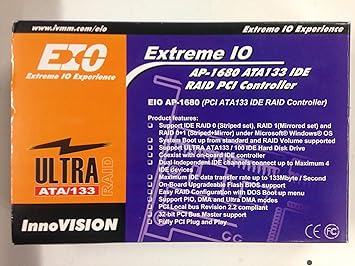 www.ivmm.com/eio
Extreme IO Experience
EIO
Extreme IO Experience
Extreme IO
AP-1680 ATA133 IDE
RAID PCI Controller
EIO AP-1680 (PCI ATA133 IDE RAID Controller)
Product features:
Support IDE RAID 0 (Striped set), RAID 1(Mirrored set) and
RAID 0+1 (Striped+Mirror) under Microsoft® Windows® OS
System Boot up from standard and RAID Volume supported
Support ULTRA ATA133 / 100 IDE Hard Disk Drive
Coexist with on-board IDE controller
Dual independent IDE channels connect up to Maximum 4
IDE devices
Maximum IDE data transfer rate up to 133Mbyte / Second
On-Board Upgradeable Flash BIOS support
Easy RAID Configuration with DOS Boot up menu
Support PIO, DMA and Ultra DMA modes
PCI Local bus Revision 2.2 compliant
32-bit PCI Bus Master support
Fully PCI Plug and Play
ULTRA
ATA/133
RAID
InnoVISION